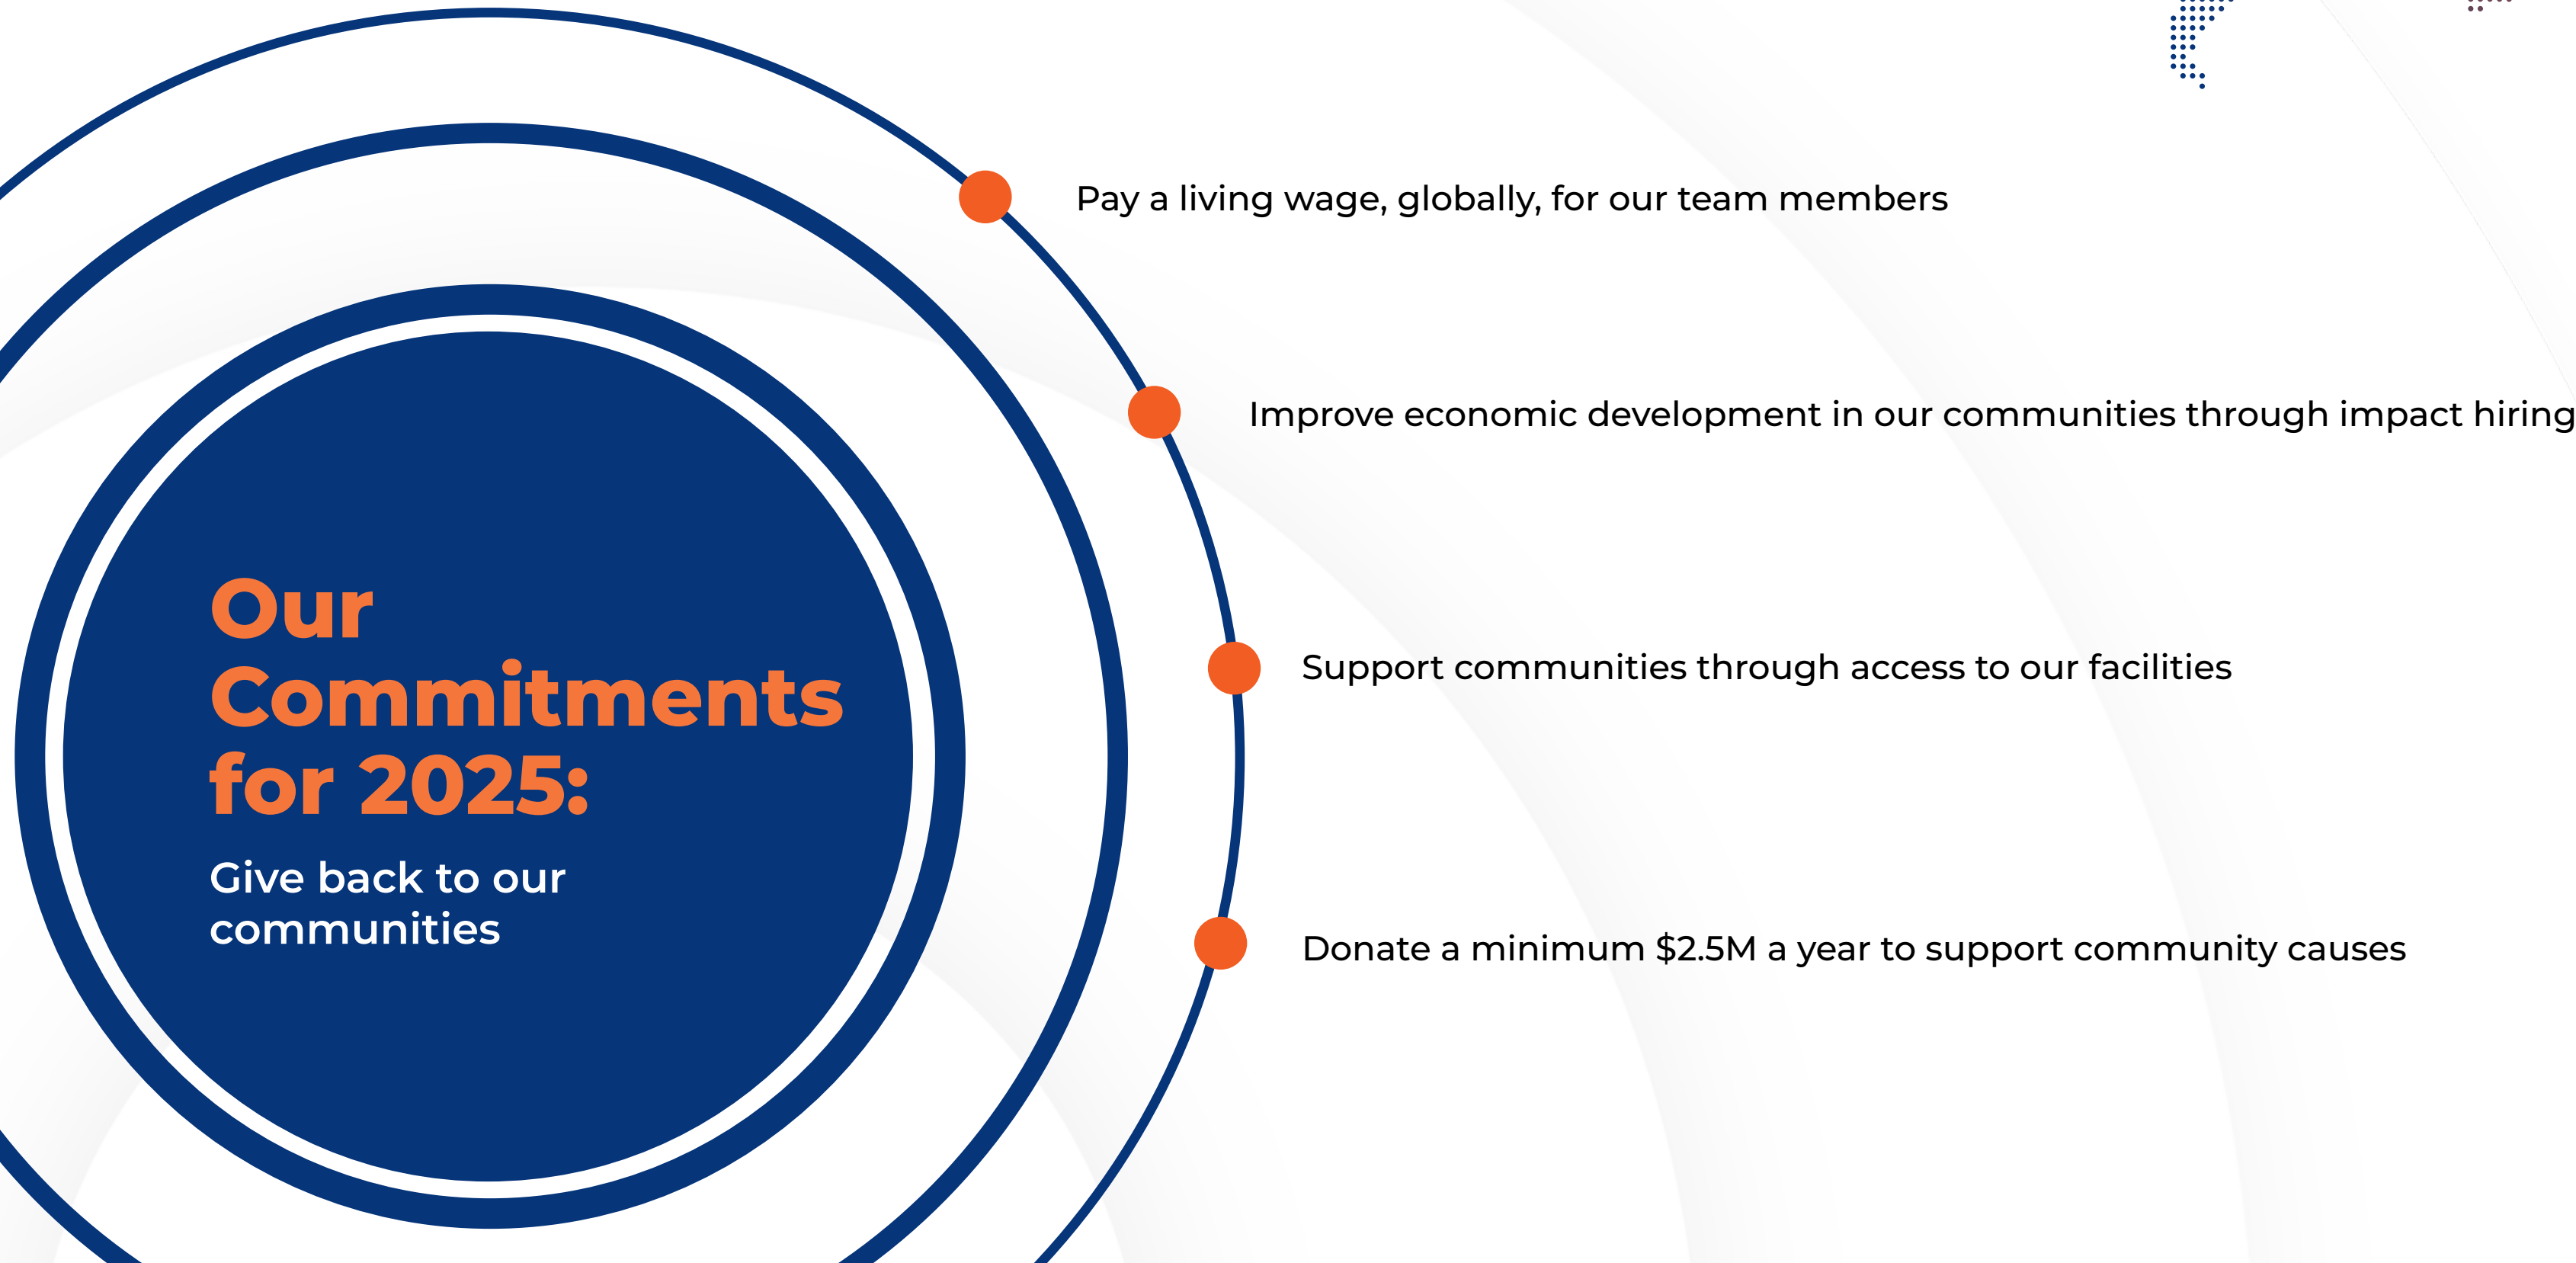 Our
Commitments
for 2025:
Give back to our
communities
Pay a living wage, globally, for our team members
Improve economic development in our communities through impact hiring
Support communities through access to our facilities
Donate a minimum $2.5M a year to support community causes